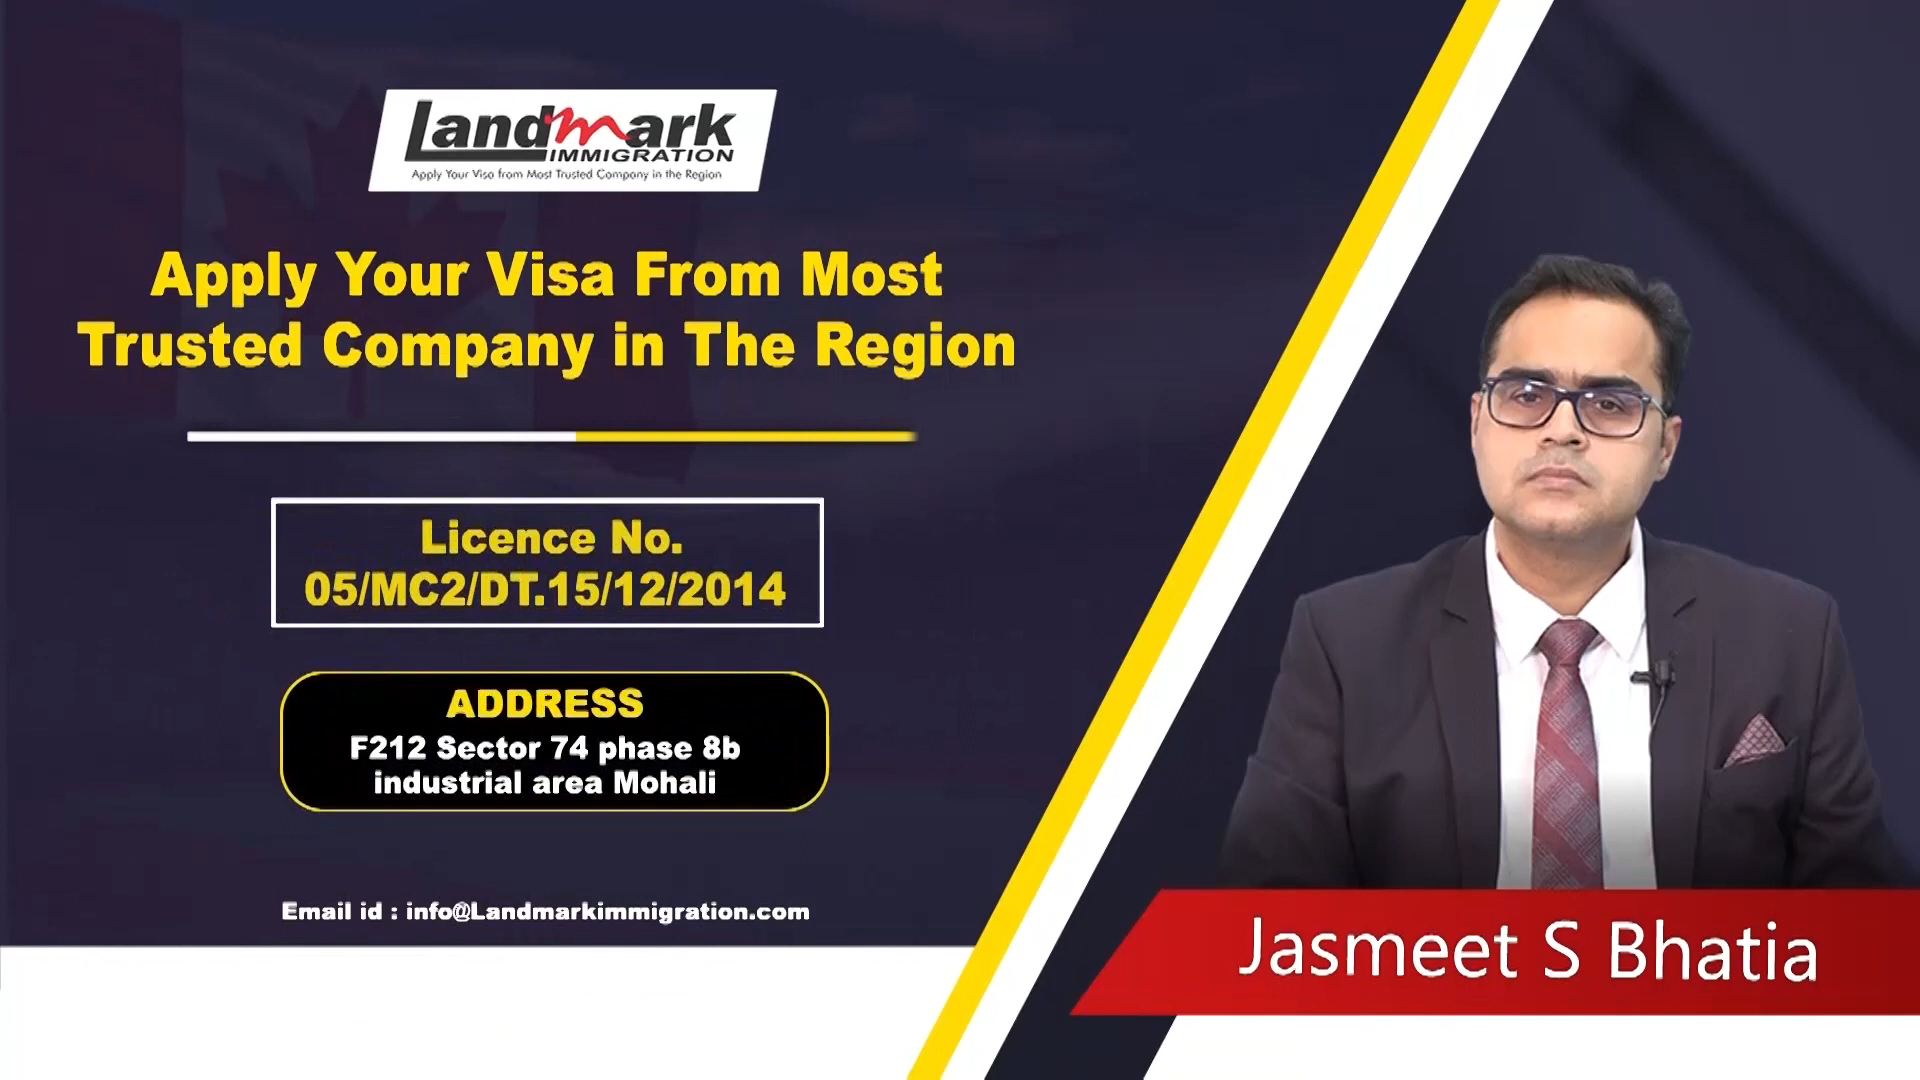 Landmark
IMMIGRATION
Apply Your Visa from Most Trusted Company in the Region
Apply Your Visa From Most
Trusted Company in The Region
Licence No.
05/MC2/DT.15/12/2014
ADDRESS
F212 Sector 74 phase 8b
industrial area Mohali
Email id : info@Landmarkimmigration.com
Jasmeet S Bhatia